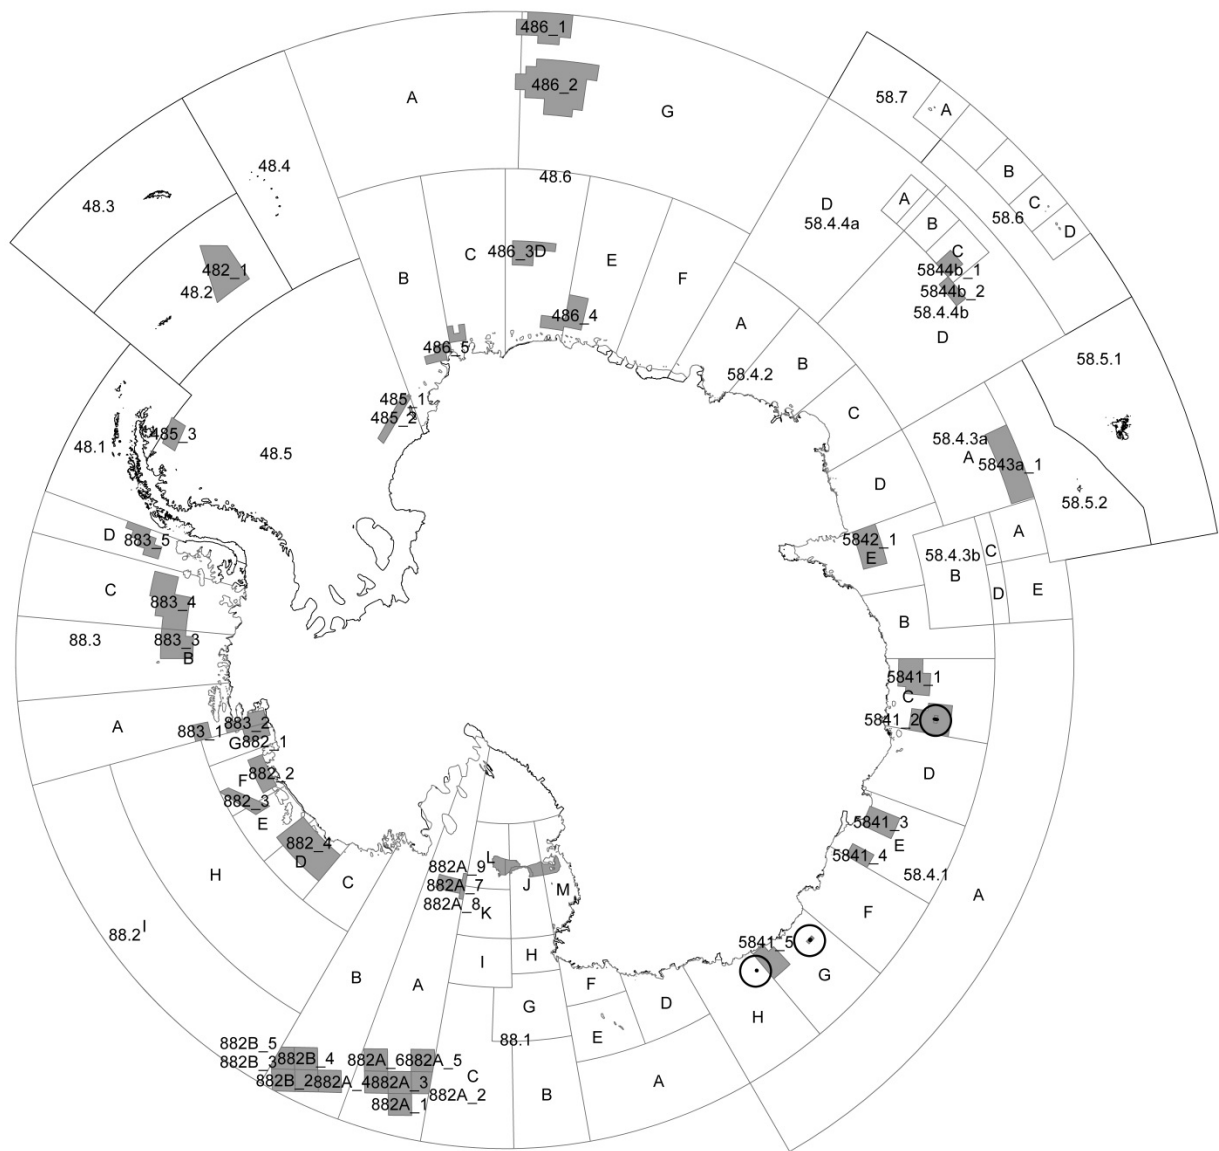 486_1
A
486_2
G
58.7
A
B
C
D
58.6
48.4
48.3
48.6
D
58.4.4a
A
B
C
5844b_1
5844b_2
58.4.4b
D
482_1
48.2
B
C
486_3D
E
F
486_4
486_5
A
B
58.4.2
C
D
58.5.1
58.5.2
58.4.3a
A
5843a_1
485_1
485_2
485_3
48.1
48.5
5842_1
E
58.4.3b
B
C
A
D
E
D
883_5
C
883_4
88.3
883_3
B
B
5841_1
C
5841_2
D
A
883_1
883_2
G
882_1
882_2
F
882_3
E
882_4
D
C
H
I
88.2
5841_3
E
5841_4
58.4.1
A
F
5841_5
G
H
882A_9
L
882A_7
J
M
882A_8
K
I
H
G
88.1
F
E
D
B
A
882B_5
882B_3
882B_4
882B_2
882A_4
882A_6
882A_5
882A_3
882A_2
882A_1
C
B
A